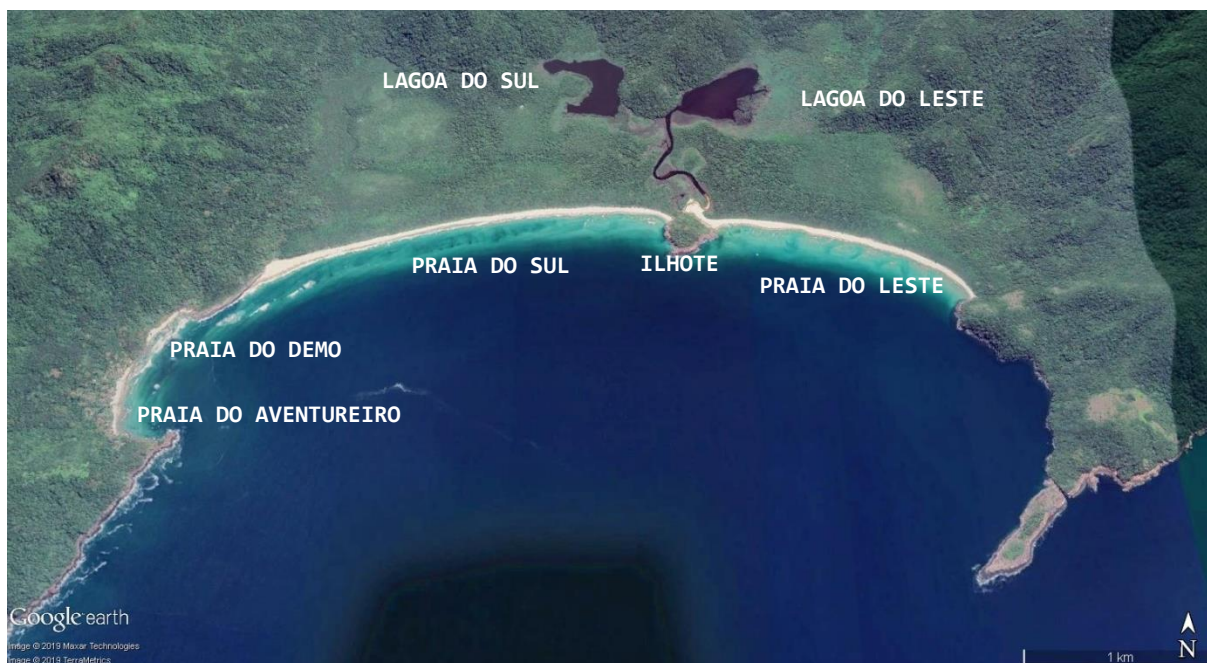 LAGOA DO SUL
LAGOA DO LESTE
PRAIA DO SUL
ILHOTE
PRAIA DO LESTE
PRAIA DO DEMO
PRAIA DO AVENTUREIRO
Google earth
Image © 2019 Maxar Technologies
Image © 2019 TerraMetrics
1 km
N